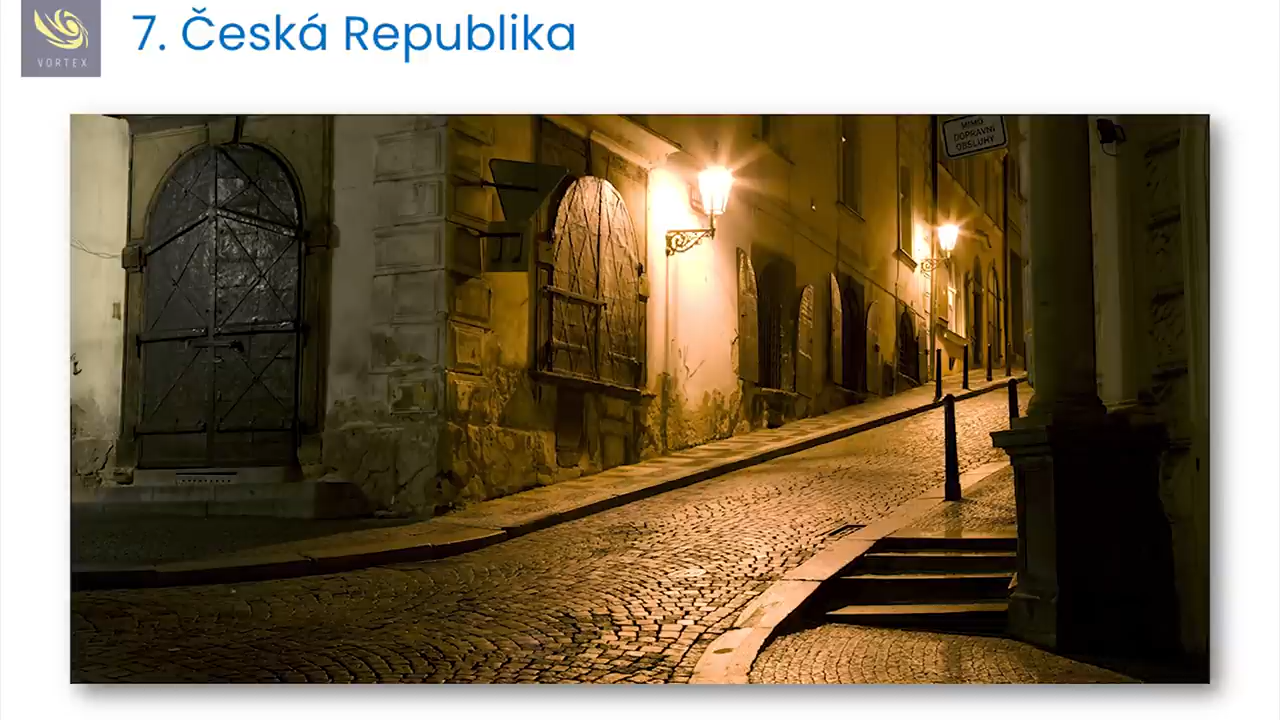 VORTEX
7. Česká Republika
MIMO
DOPRAVNÍ
OBSLUHY